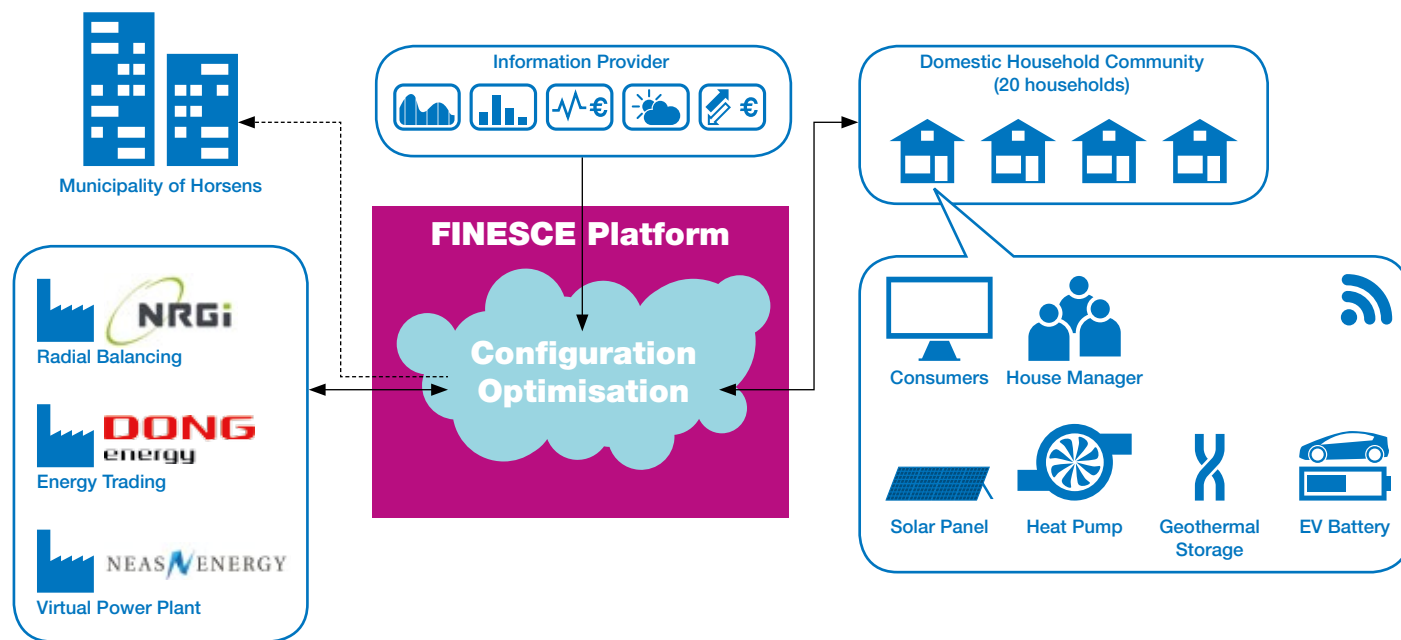 Information Provider
€
€
Domestic Household Community
(20 households)
Municipality of Horsens
FINESCE Platform
Configuration
Optimisation
NRGi
Radial Balancing
DONG
energy
Energy Trading
NEAS ENERGY
Virtual Power Plant
Consumers
House Manager
Solar Panel
Heat Pump
Geothermal
Storage
EV Battery